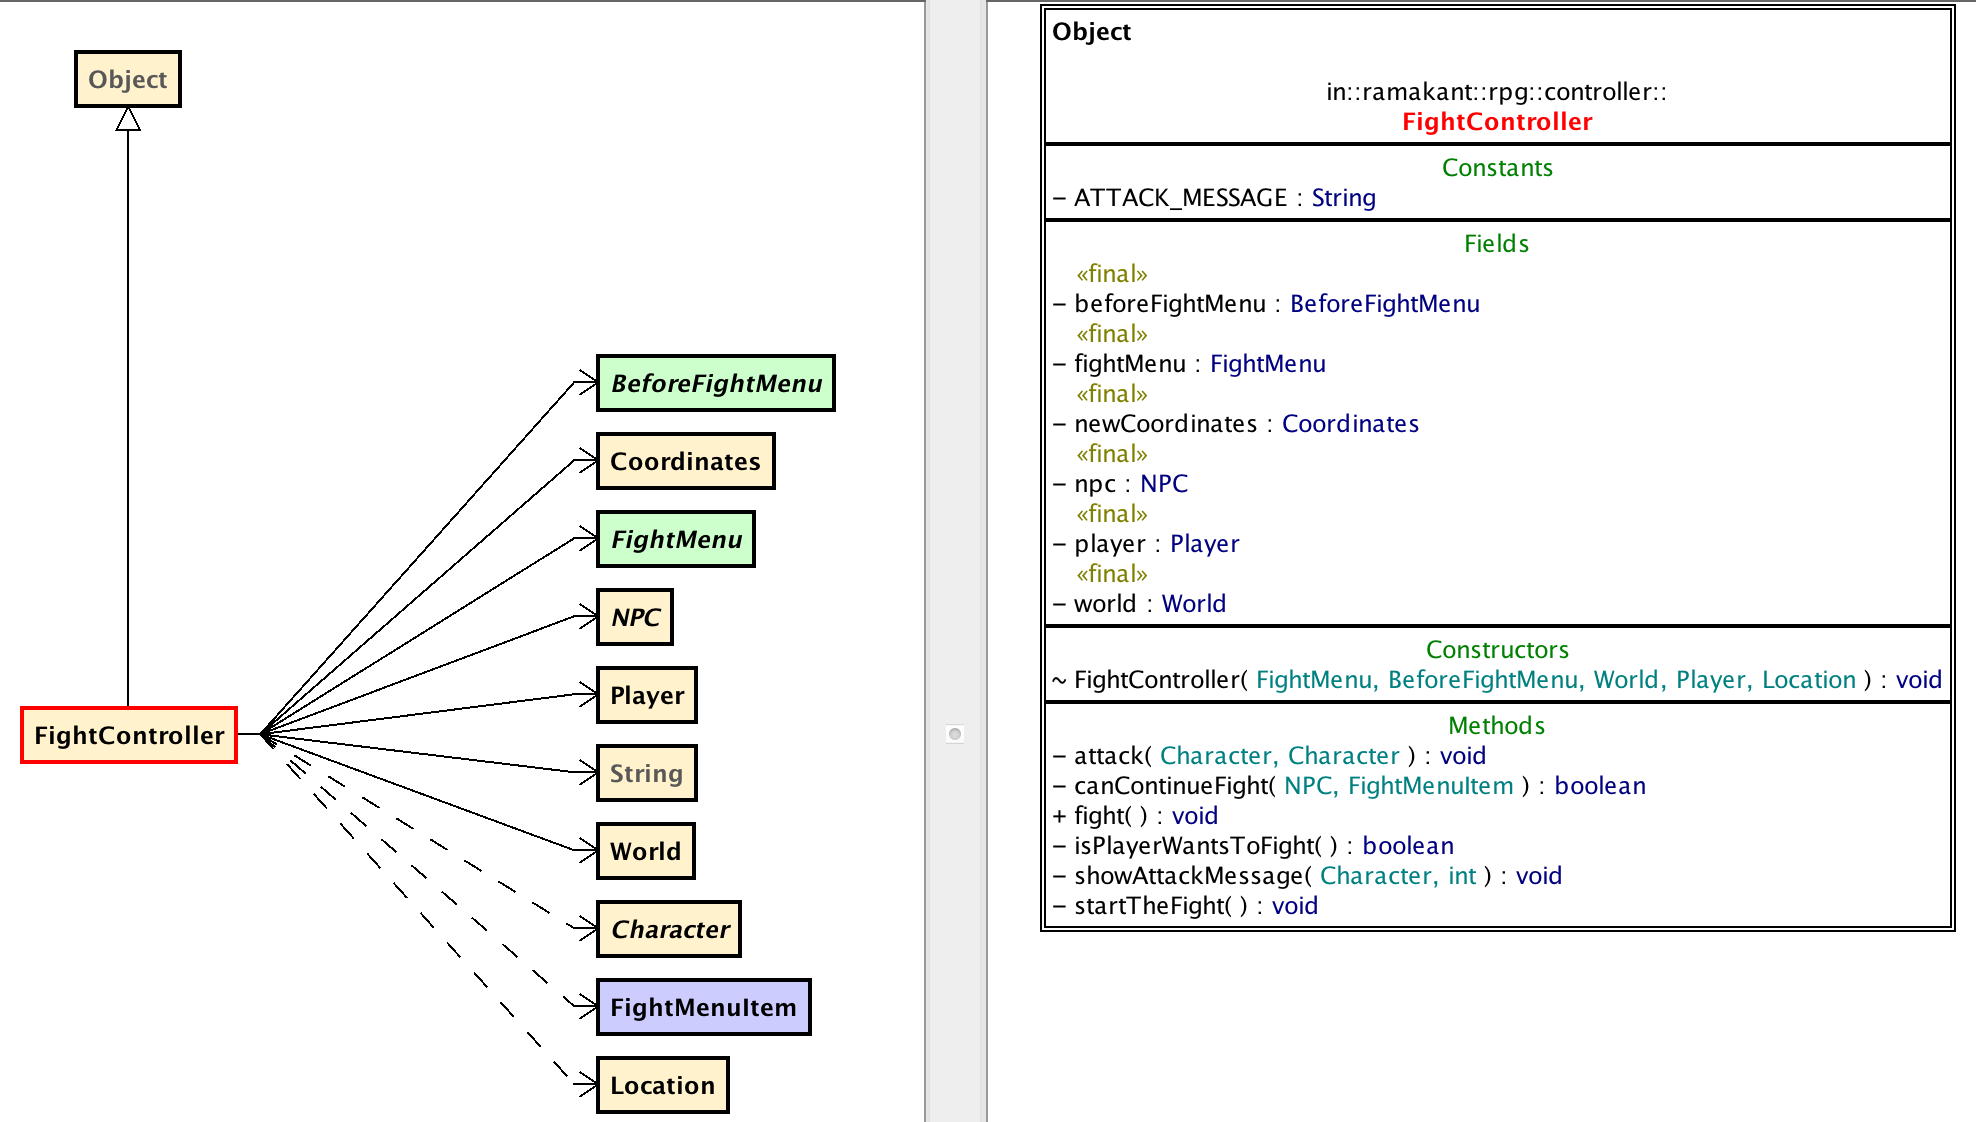 Object
BeforeFightMenu
Coordinates
FightMenu
NPC
Player
FightController
String
World
Character
FightMenuItem
Location
Object
in::ramakant::rpg::controller::
FightController
Constants
– ATTACK_MESSAGE : String
Fields
«final»
– beforeFightMenu : BeforeFightMenu
«final»
– fightMenu : FightMenu
«final»
– newCoordinates : Coordinates
«final»
– npc : NPC
«final»
– player : Player
«final»
– world : World
Constructors
~ FightController( FightMenu, BeforeFightMenu, World, Player, Location ) : void
Methods
– attack( Character, Character ) : void
– canContinueFight( NPC, FightMenuItem ) : boolean
+ fight( ) : void
– isPlayerWantsToFight( ) : boolean
– showAttackMessage( Character, int ) : void
– startTheFight( ) : void